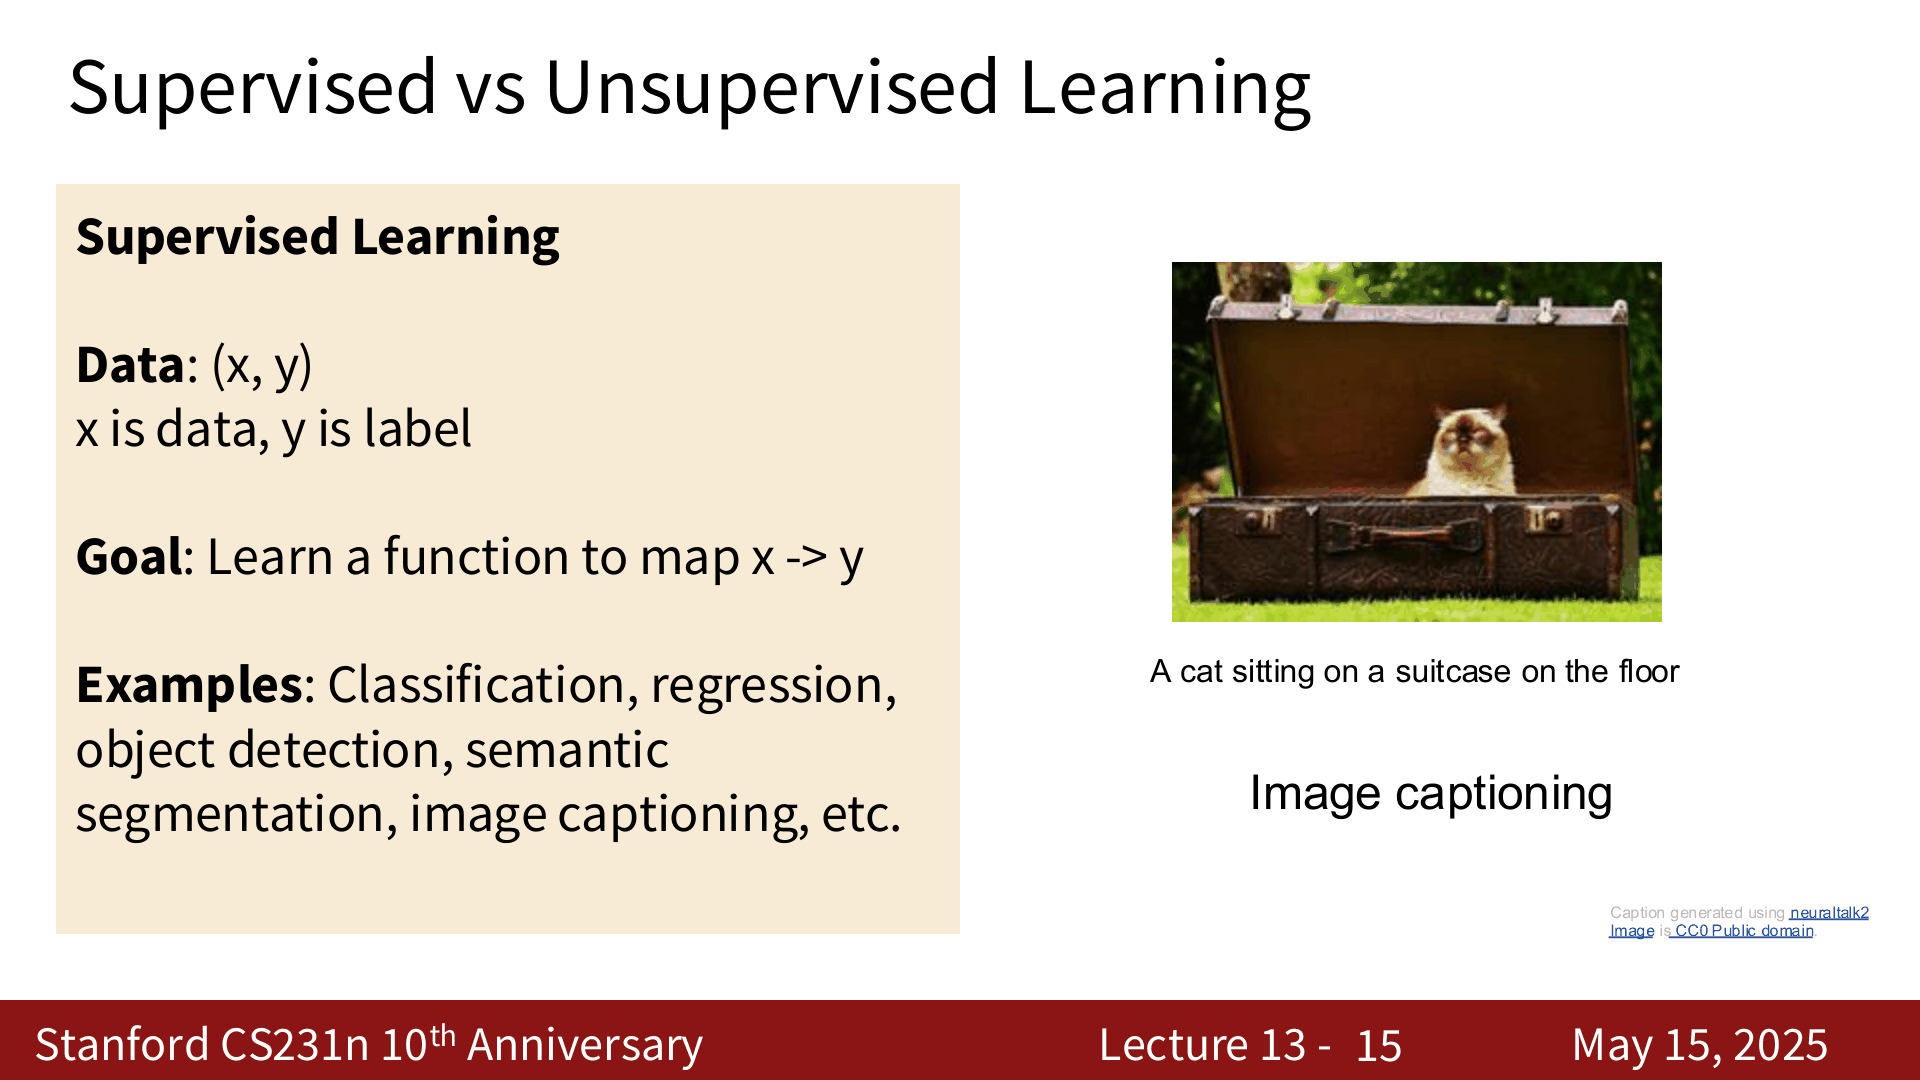 Supervised vs Unsupervised Learning
Supervised Learning
Data: (x, y)
x is data, y is label
Goal: Learn a function to map x -> y
Examples: Classification, regression,
object detection, semantic
segmentation, image captioning, etc.
A cat sitting on a suitcase on the floor
Image captioning
Caption generated using neuraltalk2
Image is CC0 Public domain.
Stanford CS231n 10th Anniversary
Lecture 13 - 15
May 15, 2025